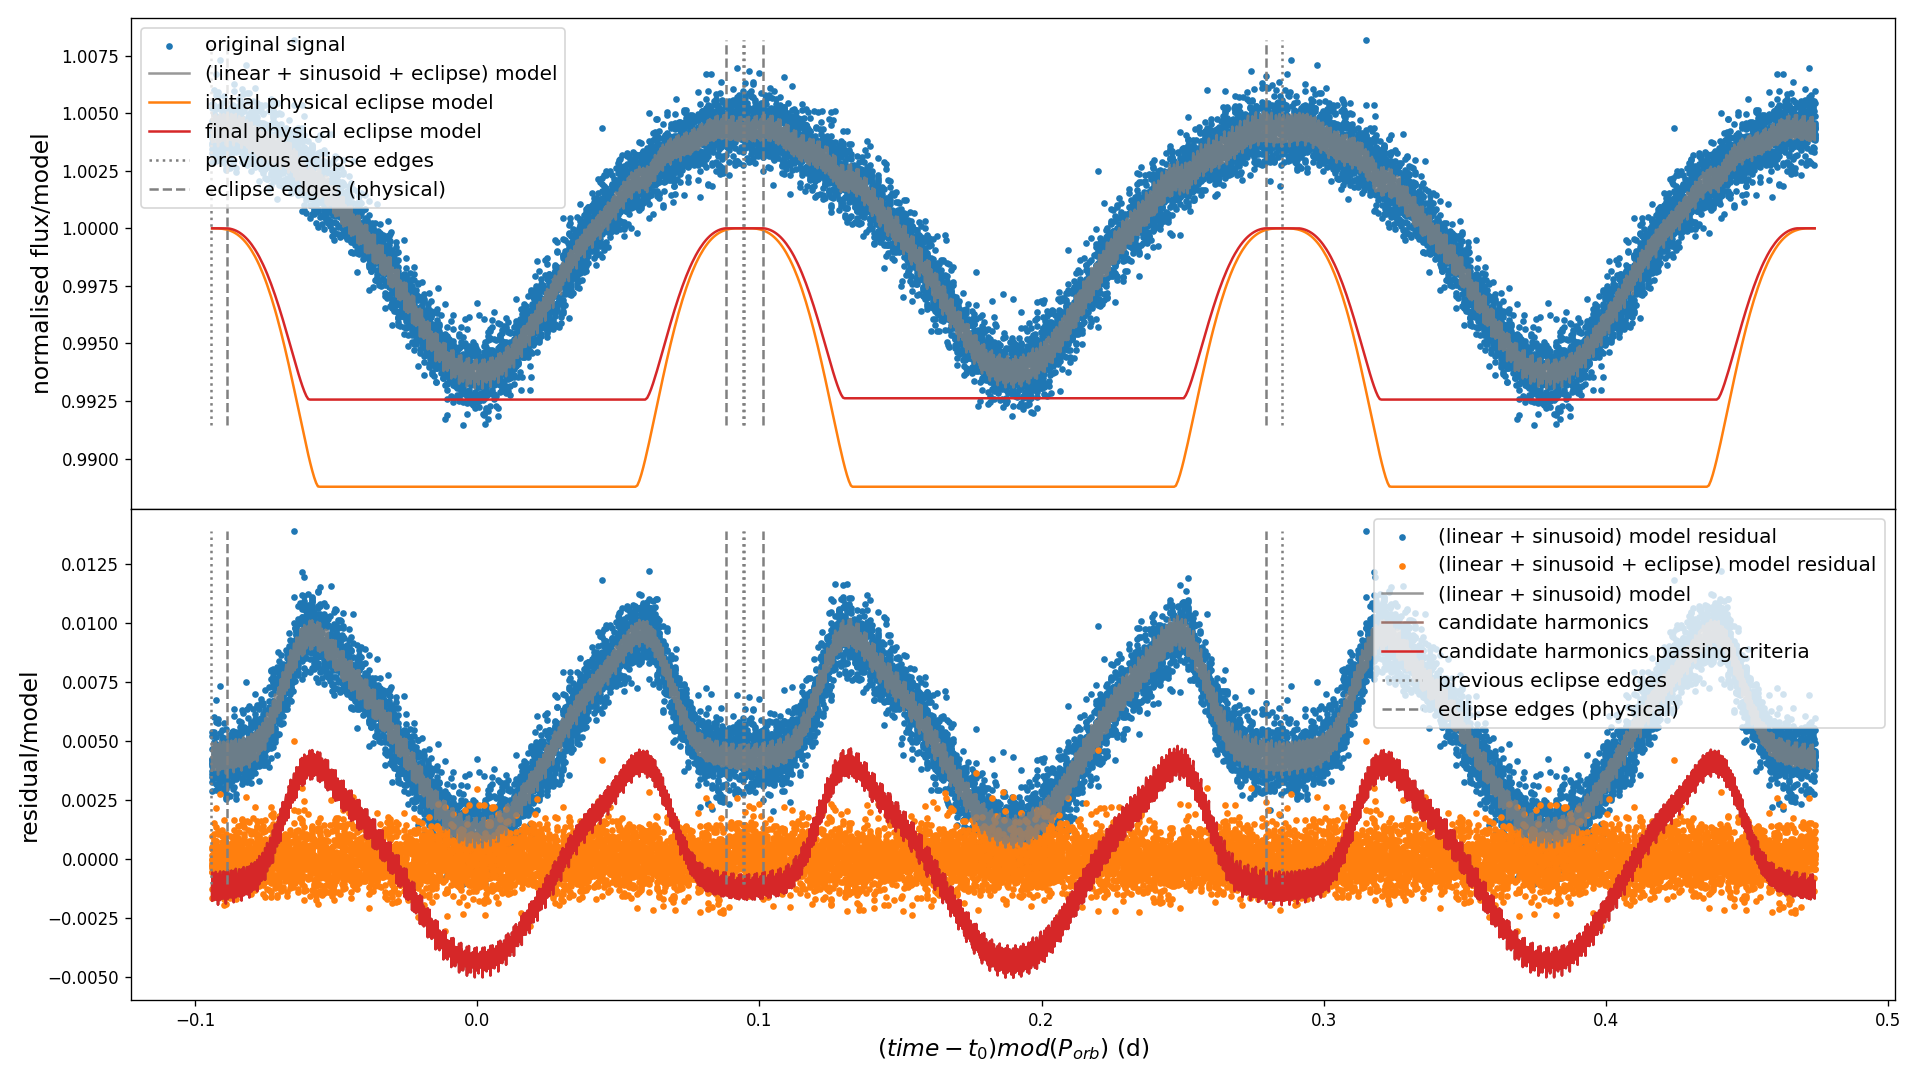 original signal
(linear + sinusoid + eclipse) model
initial physical eclipse model
final physical eclipse model
previous eclipse edges
eclipse edges (physical)
normalised flux/model
1.0075
1.0050
1.0025
1.0000
0.9975
0.9950
0.9925
0.9900
(linear + sinusoid) model residual
(linear + sinusoid + eclipse) model residual
(linear + sinusoid) model
candidate harmonics
candidate harmonics passing criteria
previous eclipse edges
eclipse edges (physical)
residual/model
0.0125
0.0100
0.0075
0.0050
0.0025
0.0000
−0.0025
−0.0050
−0.1 0.0 0.1 0.2 0.3 0.4 0.5
(time − t₀)mod(P_{orb}) (d)